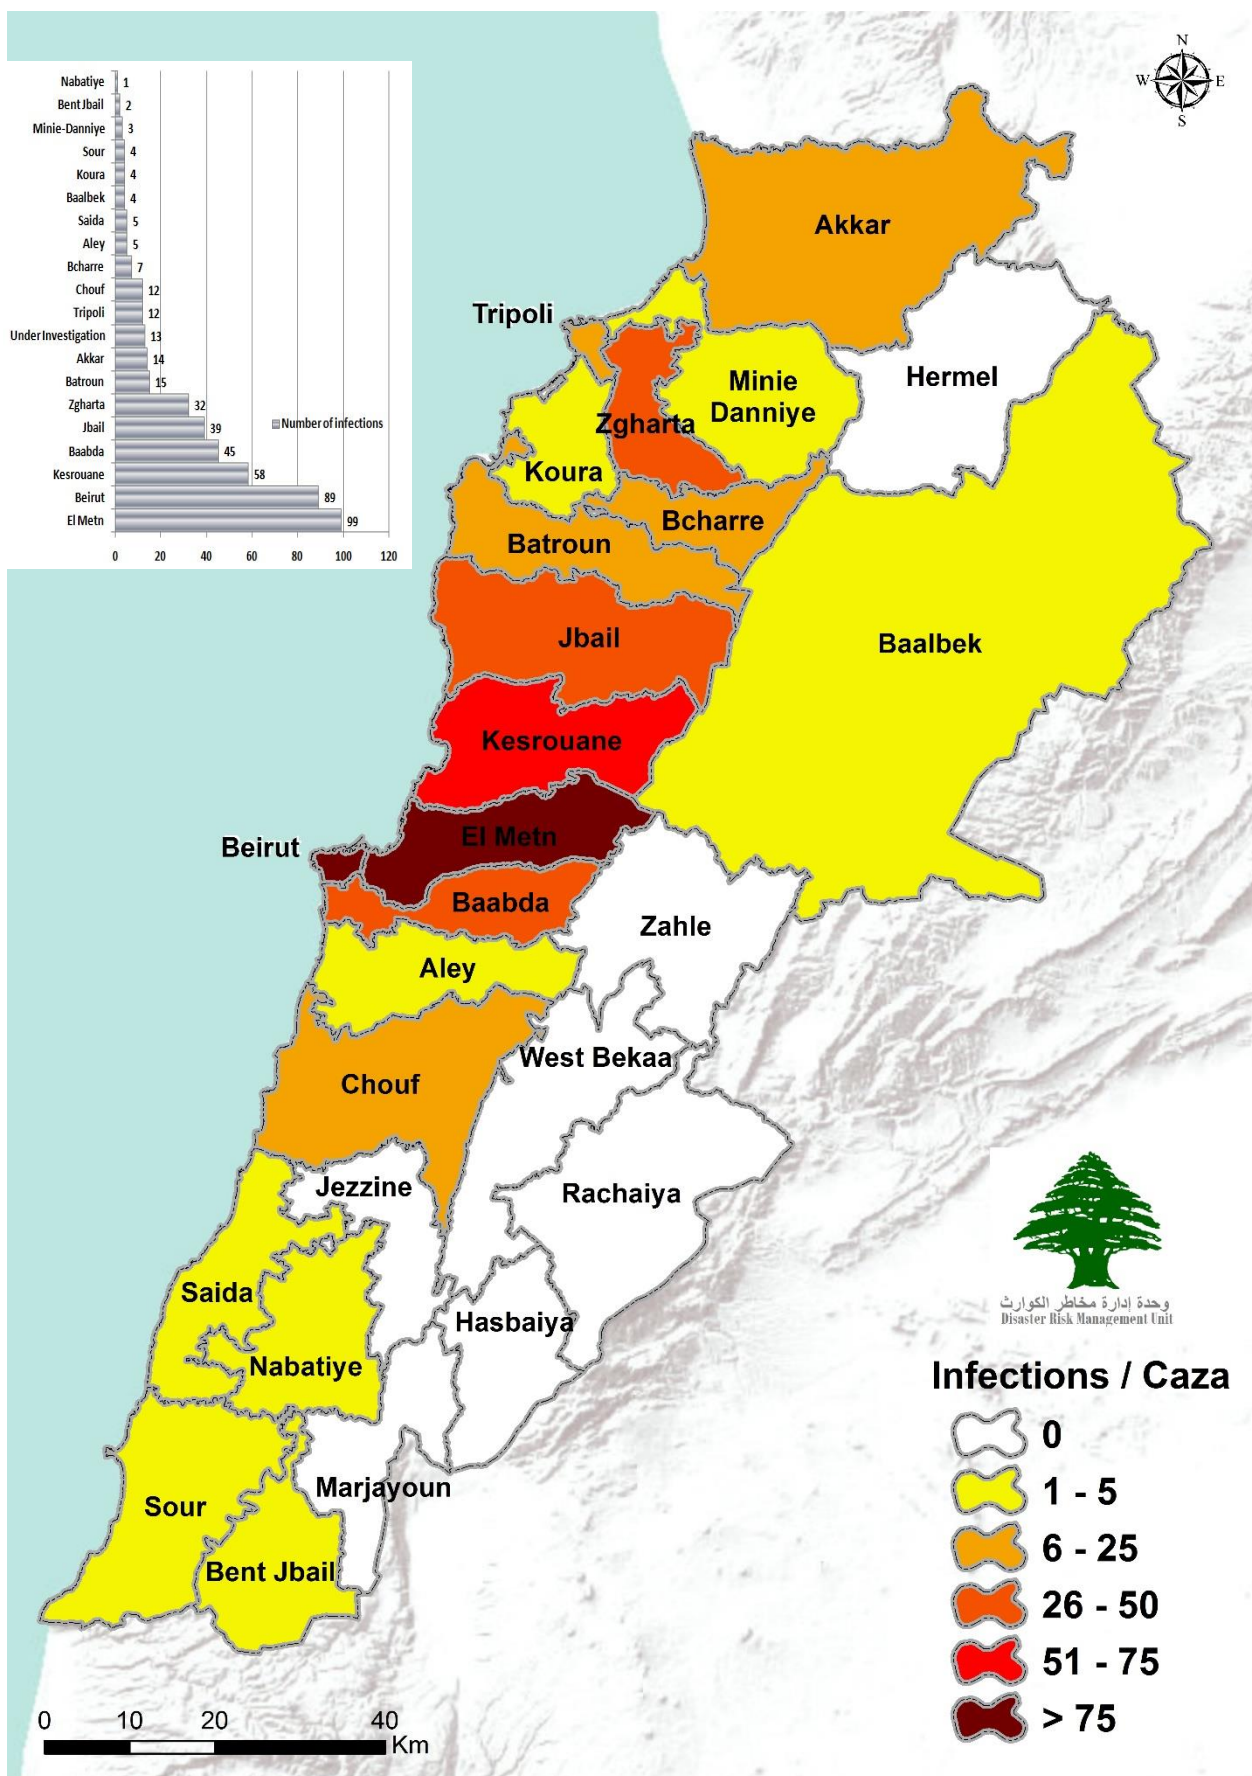 N
W
E
S
Nabatiye 1
Bent Jbail 2
Minie-Danniye 3
Sour 4
Koura 4
Baalbek 4
Saida 5
Aley 5
Bcharre 7
Chouf 12
Tripoli 12
Under Investigation 13
Akkar 14
Batroun 15
Zgharta 32
Jbail 39
Number of infections
Baabda 45
Kesrouane 58
Beirut 89
El Metn 99
0 20 40 60 80 100 120
Akkar
Tripoli
Hermel
Minie
Danniye
Zgharta
Koura
Bcharre
Batroun
Jbail
Baalbek
Kesrouane
El Metn
Beirut
Baabda
Zahle
Aley
West Bekaa
Chouf
Jezzine
Rachaiya
Saida
Hasbaiya
Nabatiye
Marjayoun
Sour
Bent Jbail
وحدة إدارة مخاطر الكوارث
Disaster Risk Management Unit
Infections / Caza
0
1 - 5
6 - 25
26 - 50
51 - 75
> 75
0 10 20 40
Km